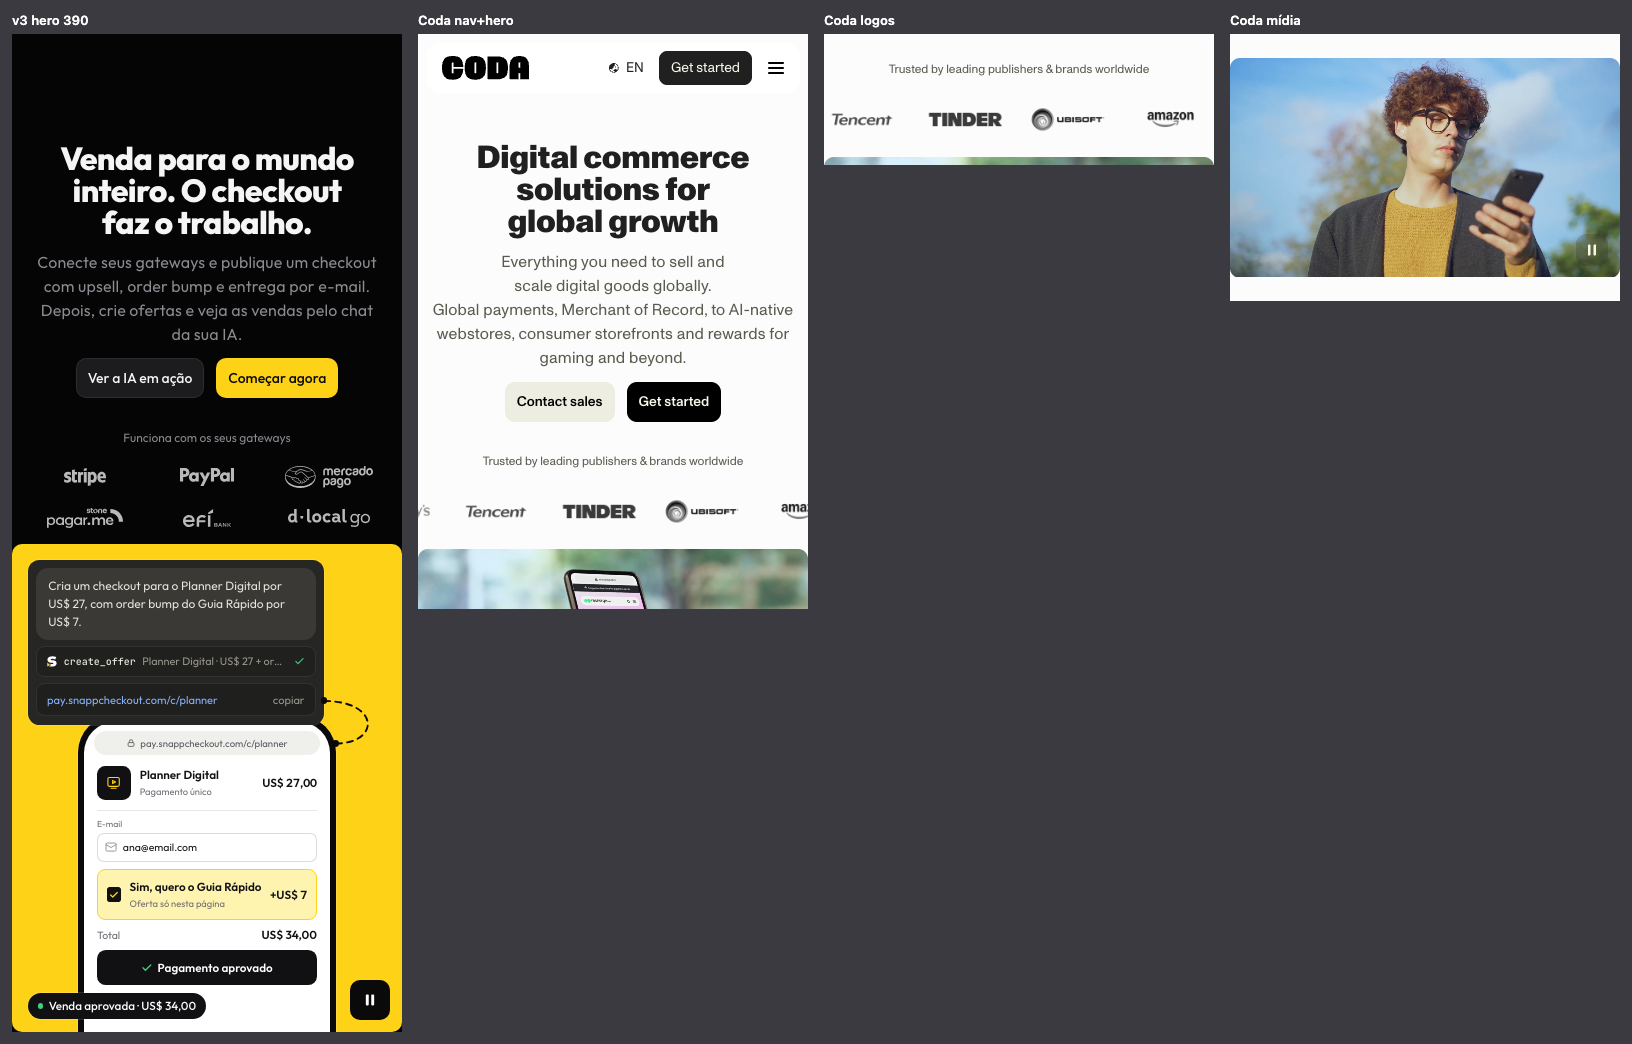 v3 hero 390
Venda para o mundo
inteiro. O checkout
faz o trabalho.
Conecte seus gateways e publique um checkout
com upsell, order bump e entrega por e-mail.
Depois, crie ofertas e veja as vendas pelo chat
da sua IA.
Ver a IA em ação
Começar agora
Funciona com os seus gateways
stripe
PayPal
mercado
pago
stone
pagar.me
efí BANK
d·local go
Cria um checkout para o Planner Digital por
US$ 27, com order bump do Guia Rápido por
US$ 7.
create_offer Planner Digital · US$ 27 + or...
pay.snappcheckout.com/c/planner copiar
pay.snappcheckout.com/c/planner
Planner Digital
Pagamento único
US$ 27,00
E-mail
ana@email.com
Sim, quero o Guia Rápido
Oferta só nesta página
+US$ 7
Total US$ 34,00
Pagamento aprovado
Venda aprovada · US$ 34,00
Coda nav+hero
CODA
EN
Get started
Digital commerce
solutions for
global growth
Everything you need to sell and
scale digital goods globally.
Global payments, Merchant of Record, to AI-native
webstores, consumer storefronts and rewards for
gaming and beyond.
Contact sales
Get started
Trusted by leading publishers & brands worldwide
Tencent
TINDER
UBISOFT
Coda logos
Trusted by leading publishers & brands worldwide
Tencent
TINDER
UBISOFT
amazon
Coda mídia